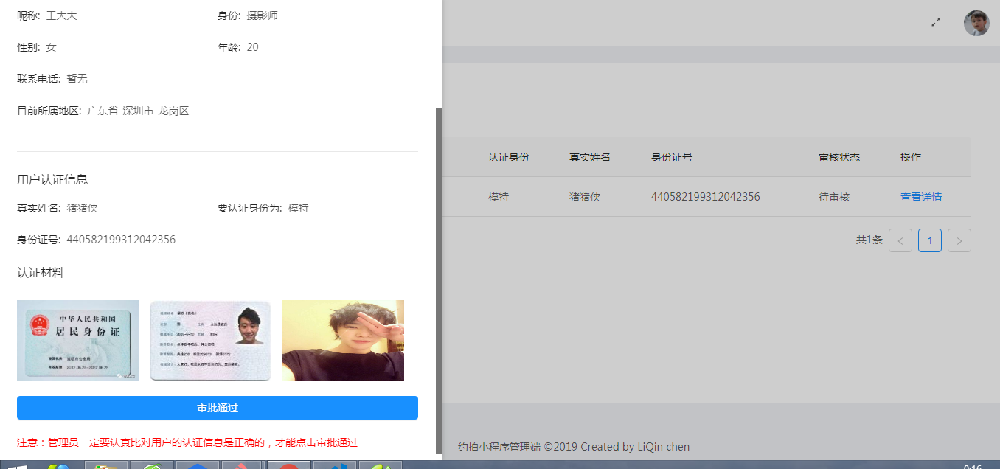 昵称: 王大大 身份: 摄影师
性别: 女 年龄: 20
联系电话: 暂无
目前所属地区: 广东省-深圳市-龙岗区
用户认证信息
真实姓名: 猪猪侠 要认证身份为: 模特
身份证号: 440582199312042356
认证材料
中华人民共和国
居民身份证
审批通过
注意：管理员一定要认真比对用户的认证信息是正确的，才能点击审批通过
认证身份 真实姓名 身份证号 审核状态 操作
模特 猪猪侠 440582199312042356 待审核 查看详情
共1条 < 1 >
约拍小程序管理端 ©2019 Created by LiQin chen
0:16